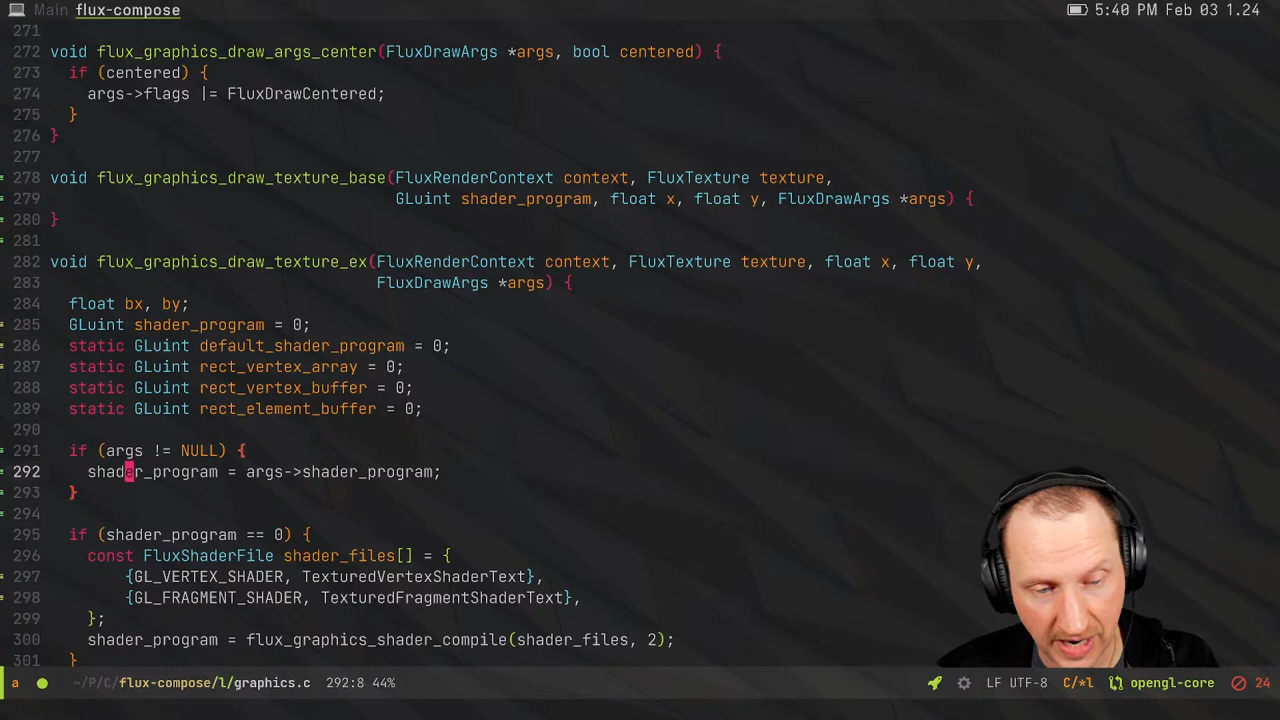 Main flux-compose
5:40 PM Feb 03 1.24
271
272 void flux_graphics_draw_args_center(FluxDrawArgs *args, bool centered) {
273   if (centered) {
274     args->flags |= FluxDrawCentered;
275   }
276 }
277
278 void flux_graphics_draw_texture_base(FluxRenderContext context, FluxTexture texture,
279                                      GLuint shader_program, float x, float y, FluxDrawArgs *args) {
280 }
281
282 void flux_graphics_draw_texture_ex(FluxRenderContext context, FluxTexture texture, float x, float y,
283                                    FluxDrawArgs *args) {
284   float bx, by;
285   GLuint shader_program = 0;
286   static GLuint default_shader_program = 0;
287   static GLuint rect_vertex_array = 0;
288   static GLuint rect_vertex_buffer = 0;
289   static GLuint rect_element_buffer = 0;
290
291   if (args != NULL) {
292     shader_program = args->shader_program;
293   }
294
295   if (shader_program == 0) {
296     const FluxShaderFile shader_files[] = {
297         {GL_VERTEX_SHADER, TexturedVertexShaderText},
298         {GL_FRAGMENT_SHADER, TexturedFragmentShaderText},
299     };
300     shader_program = flux_graphics_shader_compile(shader_files, 2);
301   }
a ~/P/C/flux-compose/l/graphics.c 292:8 44% LF UTF-8 C/*l opengl-core 24